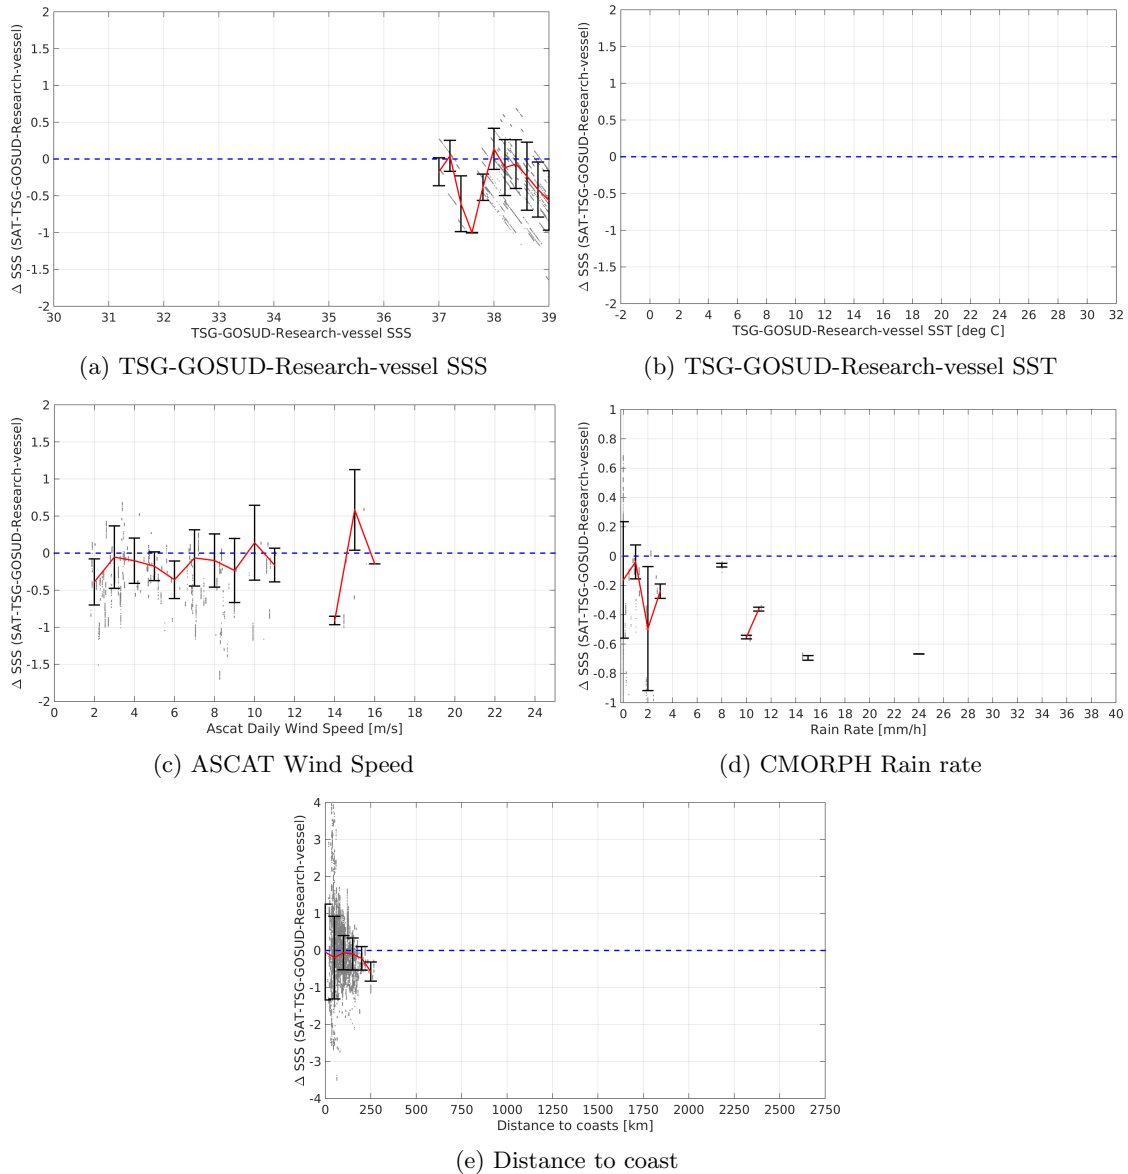 Δ SSS (SAT-TSG-GOSUD-Research-vessel)
2
1.5
1
0.5
0
-0.5
-1
-1.5
-2
30 31 32 33 34 35 36 37 38 39
TSG-GOSUD-Research-vessel SSS
(a) TSG-GOSUD-Research-vessel SSS
Δ SSS (SAT-TSG-GOSUD-Research-vessel)
2
1.5
1
0.5
0
-0.5
-1
-1.5
-2
-2 0 2 4 6 8 10 12 14 16 18 20 22 24 26 28 30 32
TSG-GOSUD-Research-vessel SST [deg C]
(b) TSG-GOSUD-Research-vessel SST
Δ SSS (SAT-TSG-GOSUD-Research-vessel)
2
1.5
1
0.5
0
-0.5
-1
-1.5
-2
0 2 4 6 8 10 12 14 16 18 20 22 24
Ascat Daily Wind Speed [m/s]
(c) ASCAT Wind Speed
Δ SSS (SAT-TSG-GOSUD-Research-vessel)
1
0.8
0.6
0.4
0.2
0
-0.2
-0.4
-0.6
-0.8
-1
0 2 4 6 8 10 12 14 16 18 20 22 24 26 28 30 32 34 36 38 40
Rain Rate [mm/h]
(d) CMORPH Rain rate
Δ SSS (SAT-TSG-GOSUD-Research-vessel)
4
3
2
1
0
-1
-2
-3
-4
0 250 500 750 1000 1250 1500 1750 2000 2250 2500 2750
Distance to coasts [km]
(e) Distance to coast